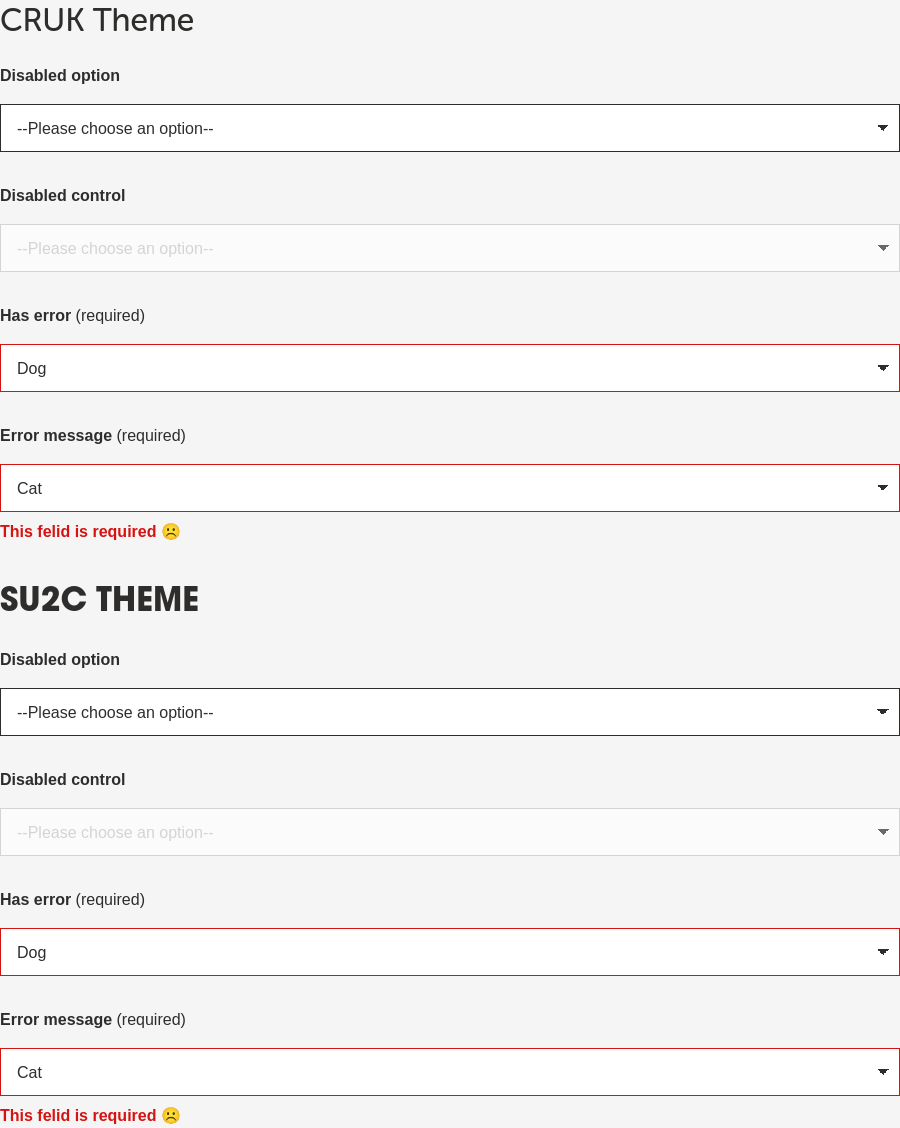 CRUK Theme
Disabled option
--Please choose an option--
Disabled control
--Please choose an option--
Has error (required)
Dog
Error message (required)
Cat
This felid is required ☹️
SU2C THEME
Disabled option
--Please choose an option--
Disabled control
--Please choose an option--
Has error (required)
Dog
Error message (required)
Cat
This felid is required ☹️